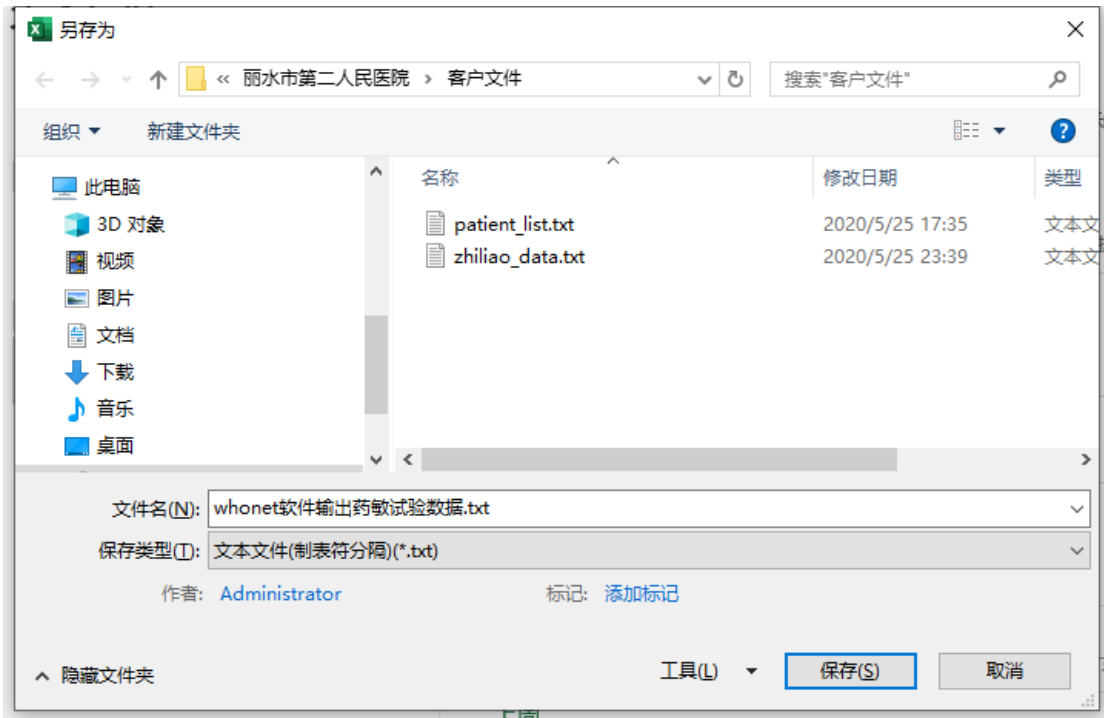 另存为
« 丽水市第二人民医院 › 客户文件
搜索"客户文件"
组织
新建文件夹
名称
修改日期
类型
此电脑
3D 对象
视频
图片
文档
下载
音乐
桌面
patient_list.txt 2020/5/25 17:35 文本文
zhiliao_data.txt 2020/5/25 23:39 文本文
文件名(N): whonet软件输出药敏试验数据.txt
保存类型(T): 文本文件(制表符分隔)(*.txt)
作者: Administrator 标记: 添加标记
隐藏文件夹
工具(L) 保存(S) 取消